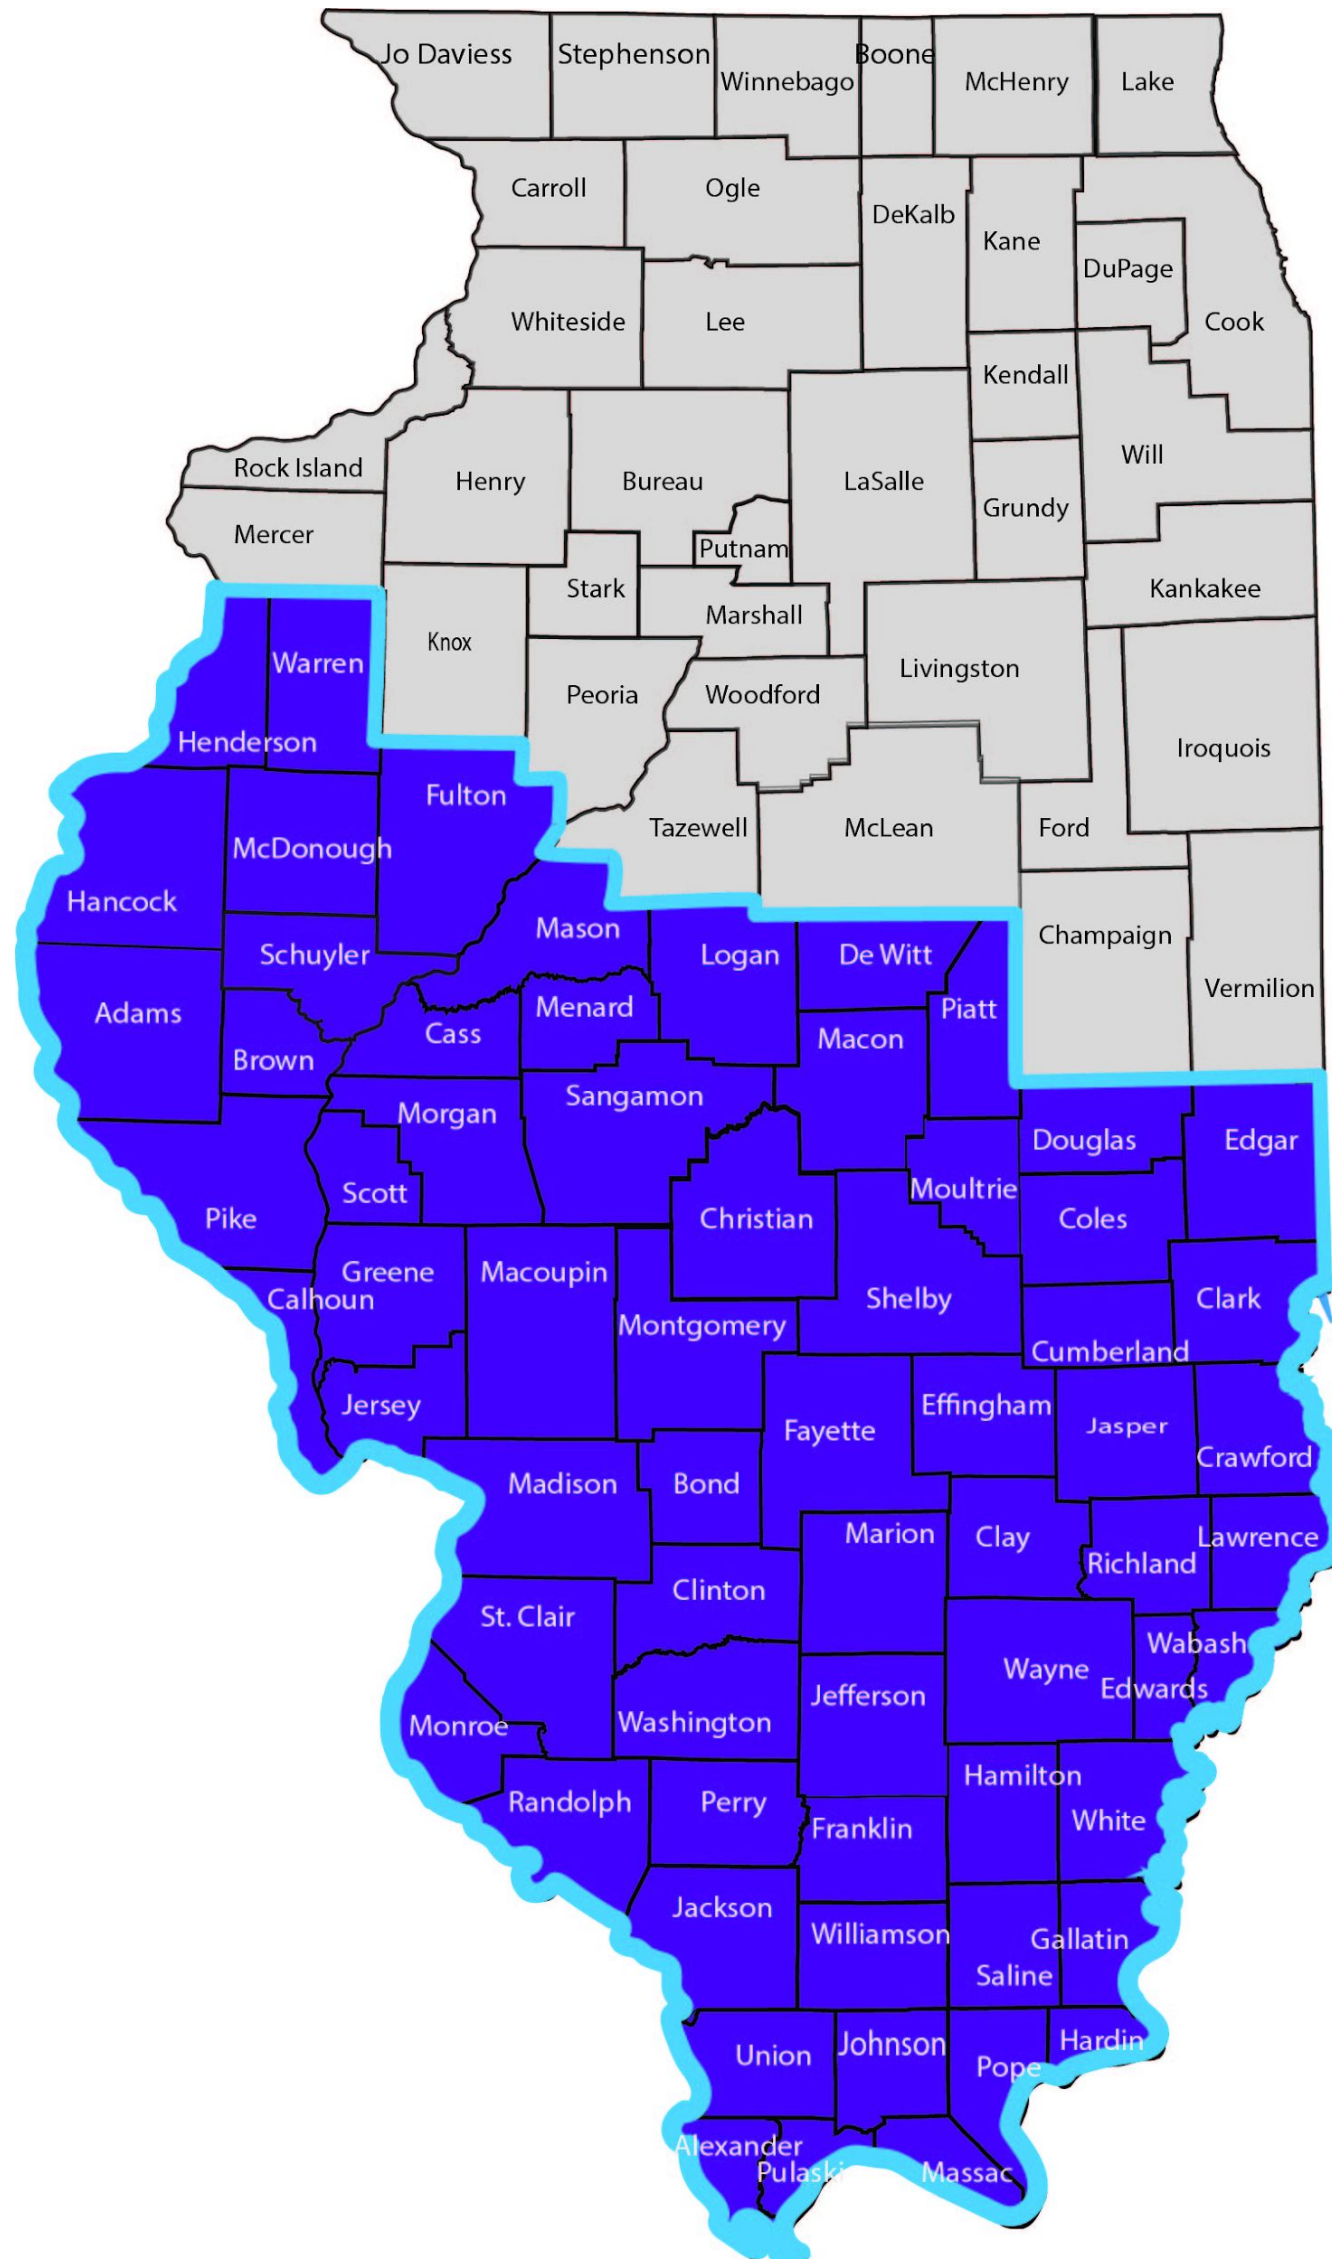 Jo Daviess
Stephenson
Winnebago
Boone
McHenry
Lake
Carroll
Ogle
DeKalb
Kane
DuPage
Cook
Whiteside
Lee
Kendall
Rock Island
Henry
Bureau
LaSalle
Will
Grundy
Mercer
Putnam
Stark
Marshall
Kankakee
Knox
Peoria
Woodford
Livingston
Iroquois
Warren
Henderson
Fulton
Tazewell
McLean
Ford
McDonough
Hancock
Mason
Logan
De Witt
Champaign
Schuyler
Vermilion
Adams
Menard
Piatt
Cass
Macon
Brown
Sangamon
Morgan
Douglas
Edgar
Scott
Moultrie
Pike
Christian
Coles
Greene
Macoupin
Calhoun
Shelby
Clark
Montgomery
Cumberland
Jersey
Effingham
Fayette
Jasper
Crawford
Madison
Bond
Marion
Clay
Lawrence
Richland
Clinton
St. Clair
Wabash
Wayne
Edwards
Jefferson
Monroe
Washington
Hamilton
Randolph
Perry
White
Franklin
Jackson
Williamson
Gallatin
Saline
Union
Johnson
Hardin
Pope
Alexander
Pulaski
Massac